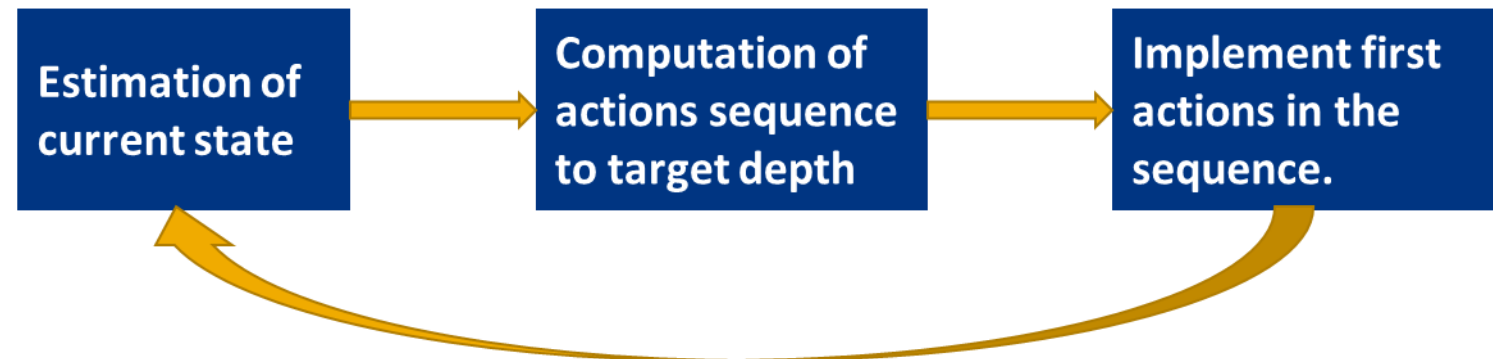 Estimation of
current state
Computation of
actions sequence
to target depth
Implement first
actions in the
sequence.